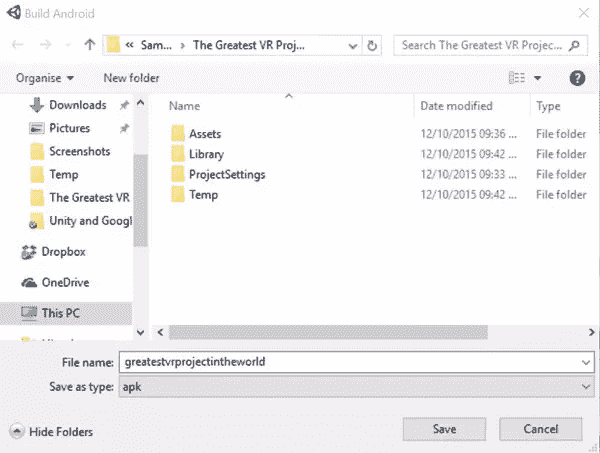 Build Android
« Sam... > The Greatest VR Proj...
Search The Greatest VR Projec...
Organise
New folder
Downloads
Pictures
Screenshots
Temp
The Greatest VR
Unity and Googl
Dropbox
OneDrive
This PC
Name Date modified Type
Assets 12/10/2015 09:36 ... File folder
Library 12/10/2015 09:42 ... File folder
ProjectSettings 12/10/2015 09:33 ... File folder
Temp 12/10/2015 09:42 ... File folder
File name: greatestvrprojectintheworld
Save as type: apk
Hide Folders
Save
Cancel